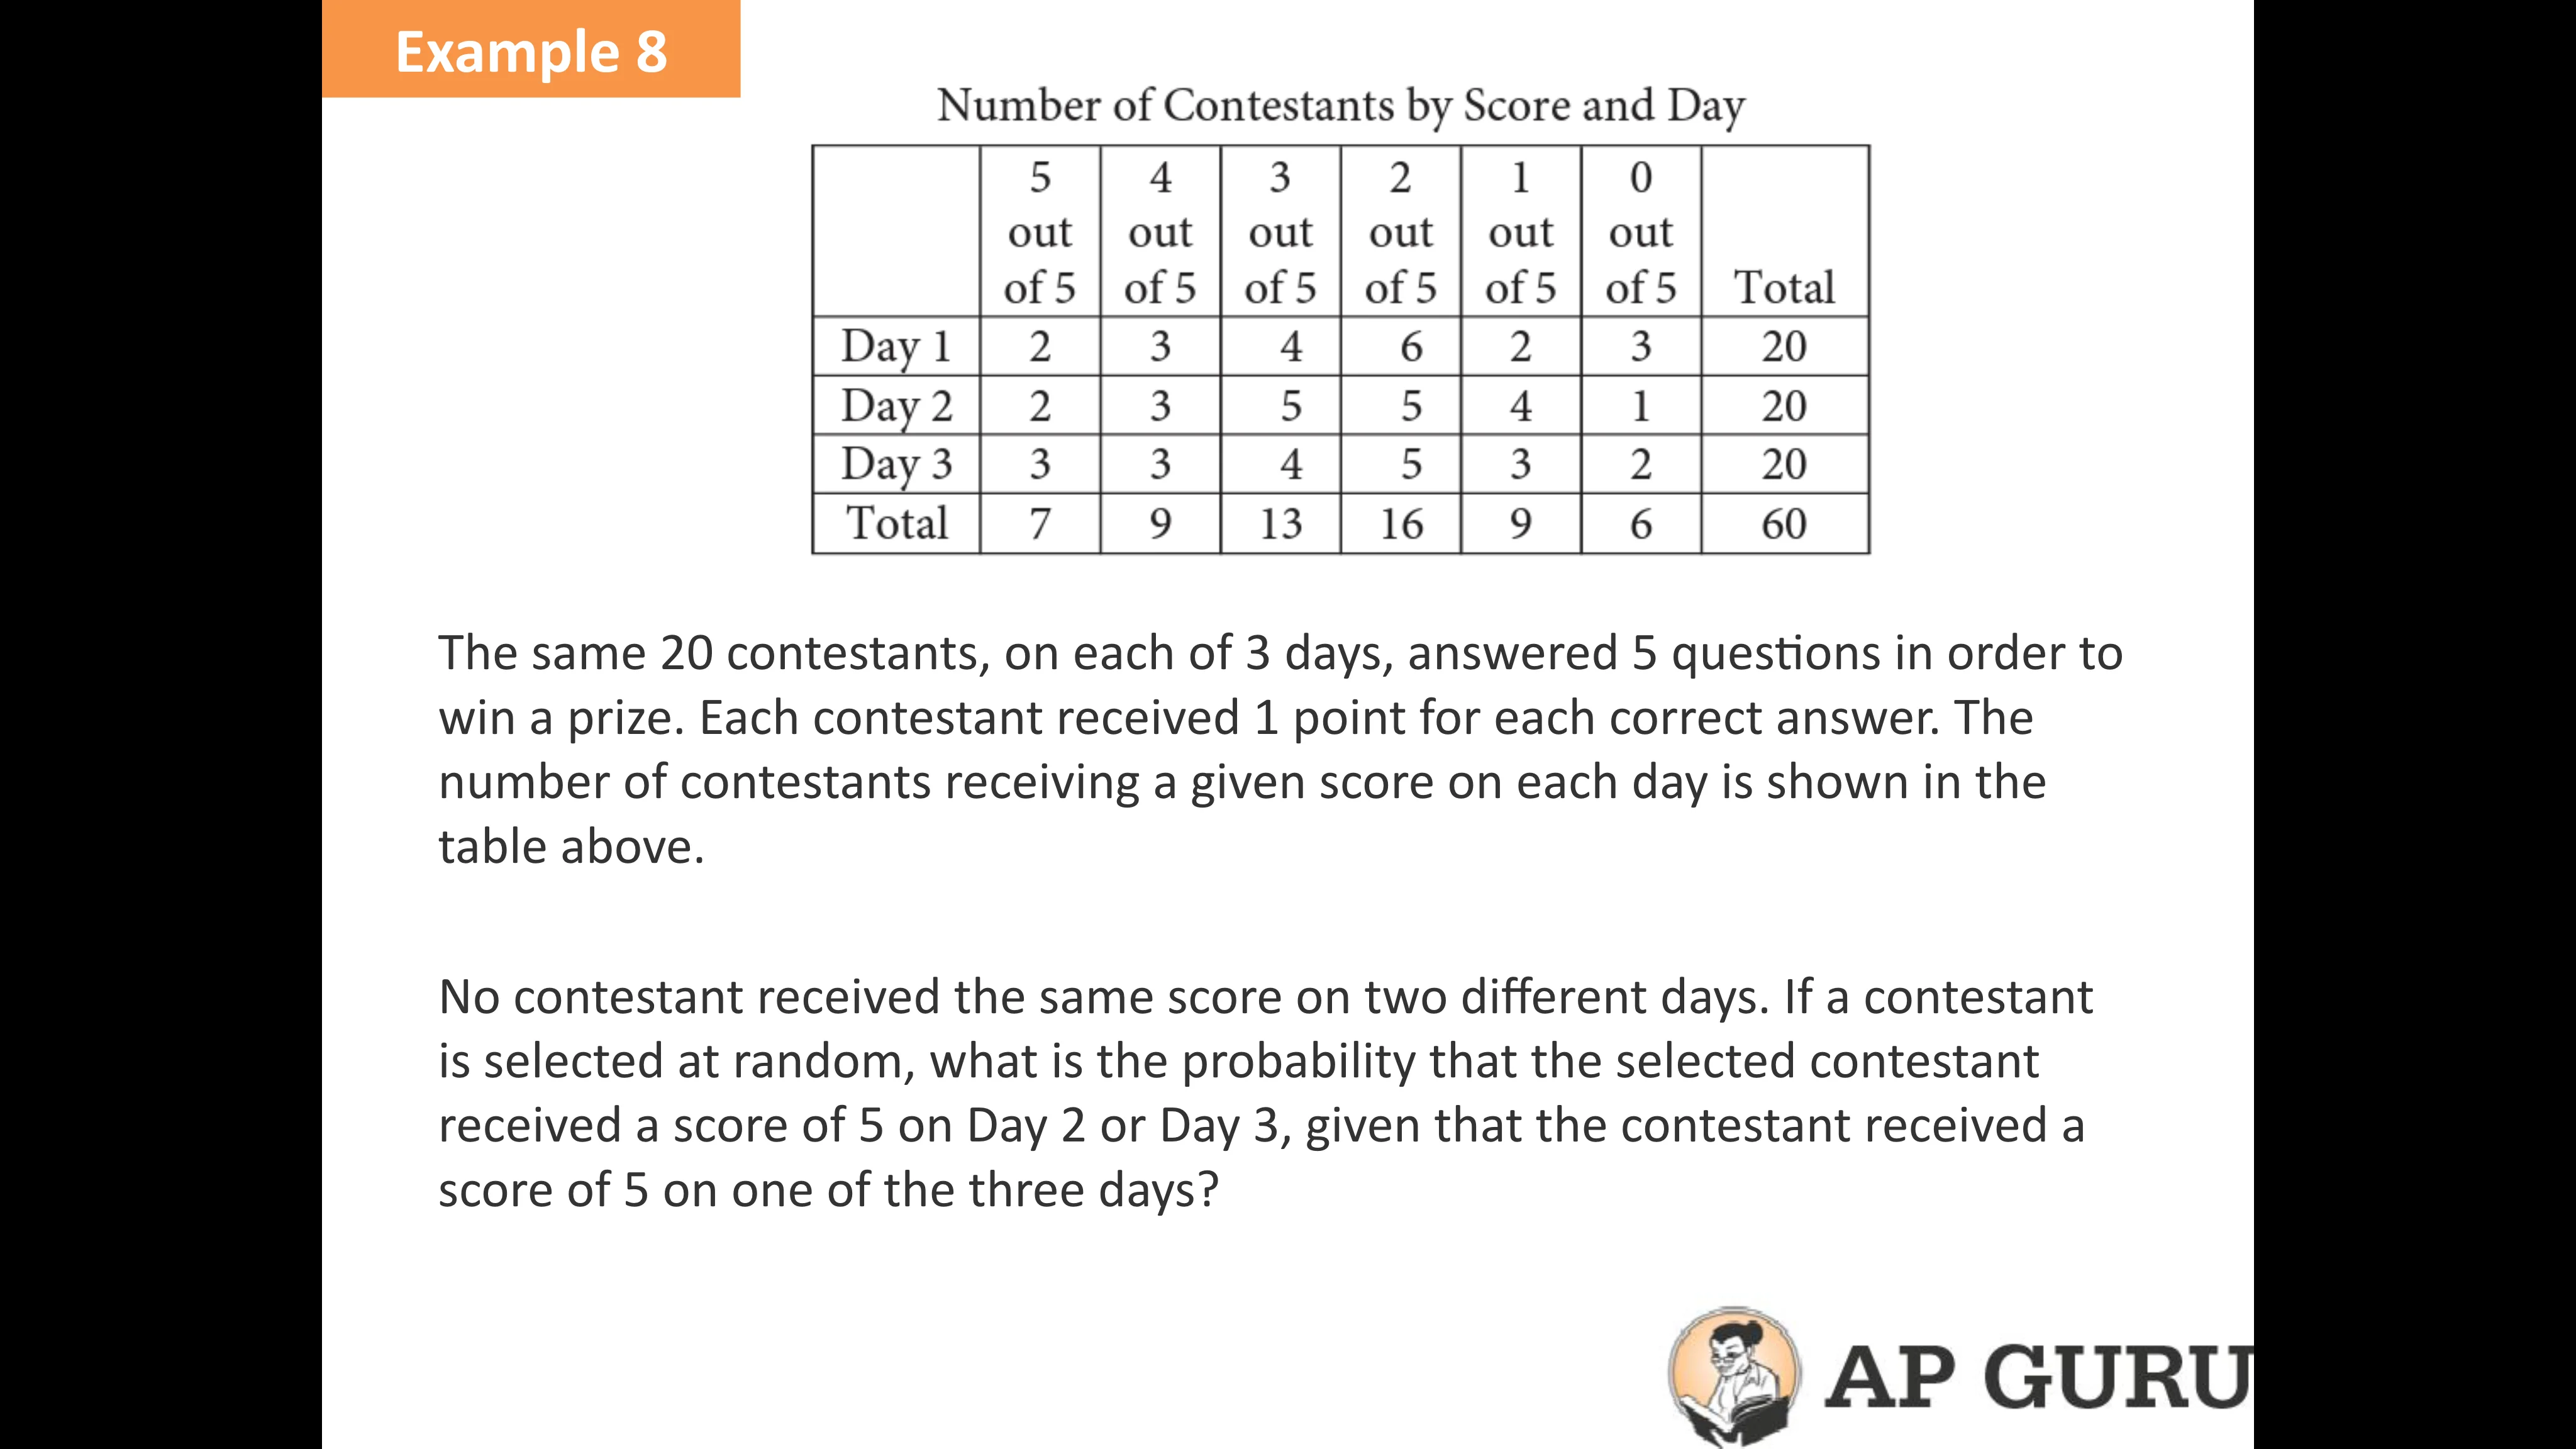 Example 8
Number of Contestants by Score and Day
5 out of 5 4 out of 5 3 out of 5 2 out of 5 1 out of 5 0 out of 5 Total
Day 1 2 3 4 6 2 3 20
Day 2 2 3 5 5 4 1 20
Day 3 3 3 4 5 3 2 20
Total 7 9 13 16 9 6 60
The same 20 contestants, on each of 3 days, answered 5 questions in order to
win a prize. Each contestant received 1 point for each correct answer. The
number of contestants receiving a given score on each day is shown in the
table above.
No contestant received the same score on two different days. If a contestant
is selected at random, what is the probability that the selected contestant
received a score of 5 on Day 2 or Day 3, given that the contestant received a
score of 5 on one of the three days?
AP GURU